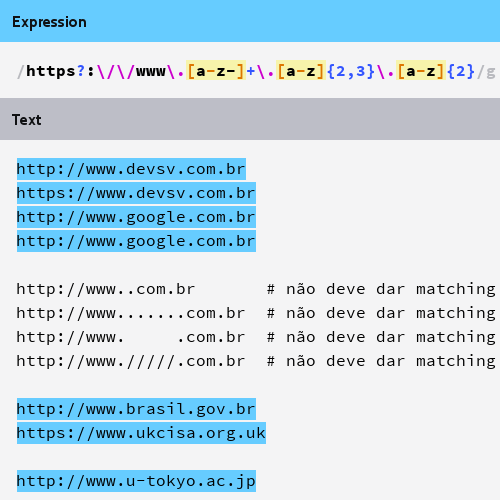 Expression
/https?:\/\/www\.[a-z-]+\.[a-z]{2,3}\.[a-z]{2}/g
Text
http://www.devsv.com.br
https://www.devsv.com.br
http://www.google.com.br
http://www.google.com.br
http://www..com.br       # não deve dar matching
http://www.......com.br  # não deve dar matching
http://www.     .com.br  # não deve dar matching
http://www./////.com.br  # não deve dar matching
http://www.brasil.gov.br
https://www.ukcisa.org.uk
http://www.u-tokyo.ac.jp